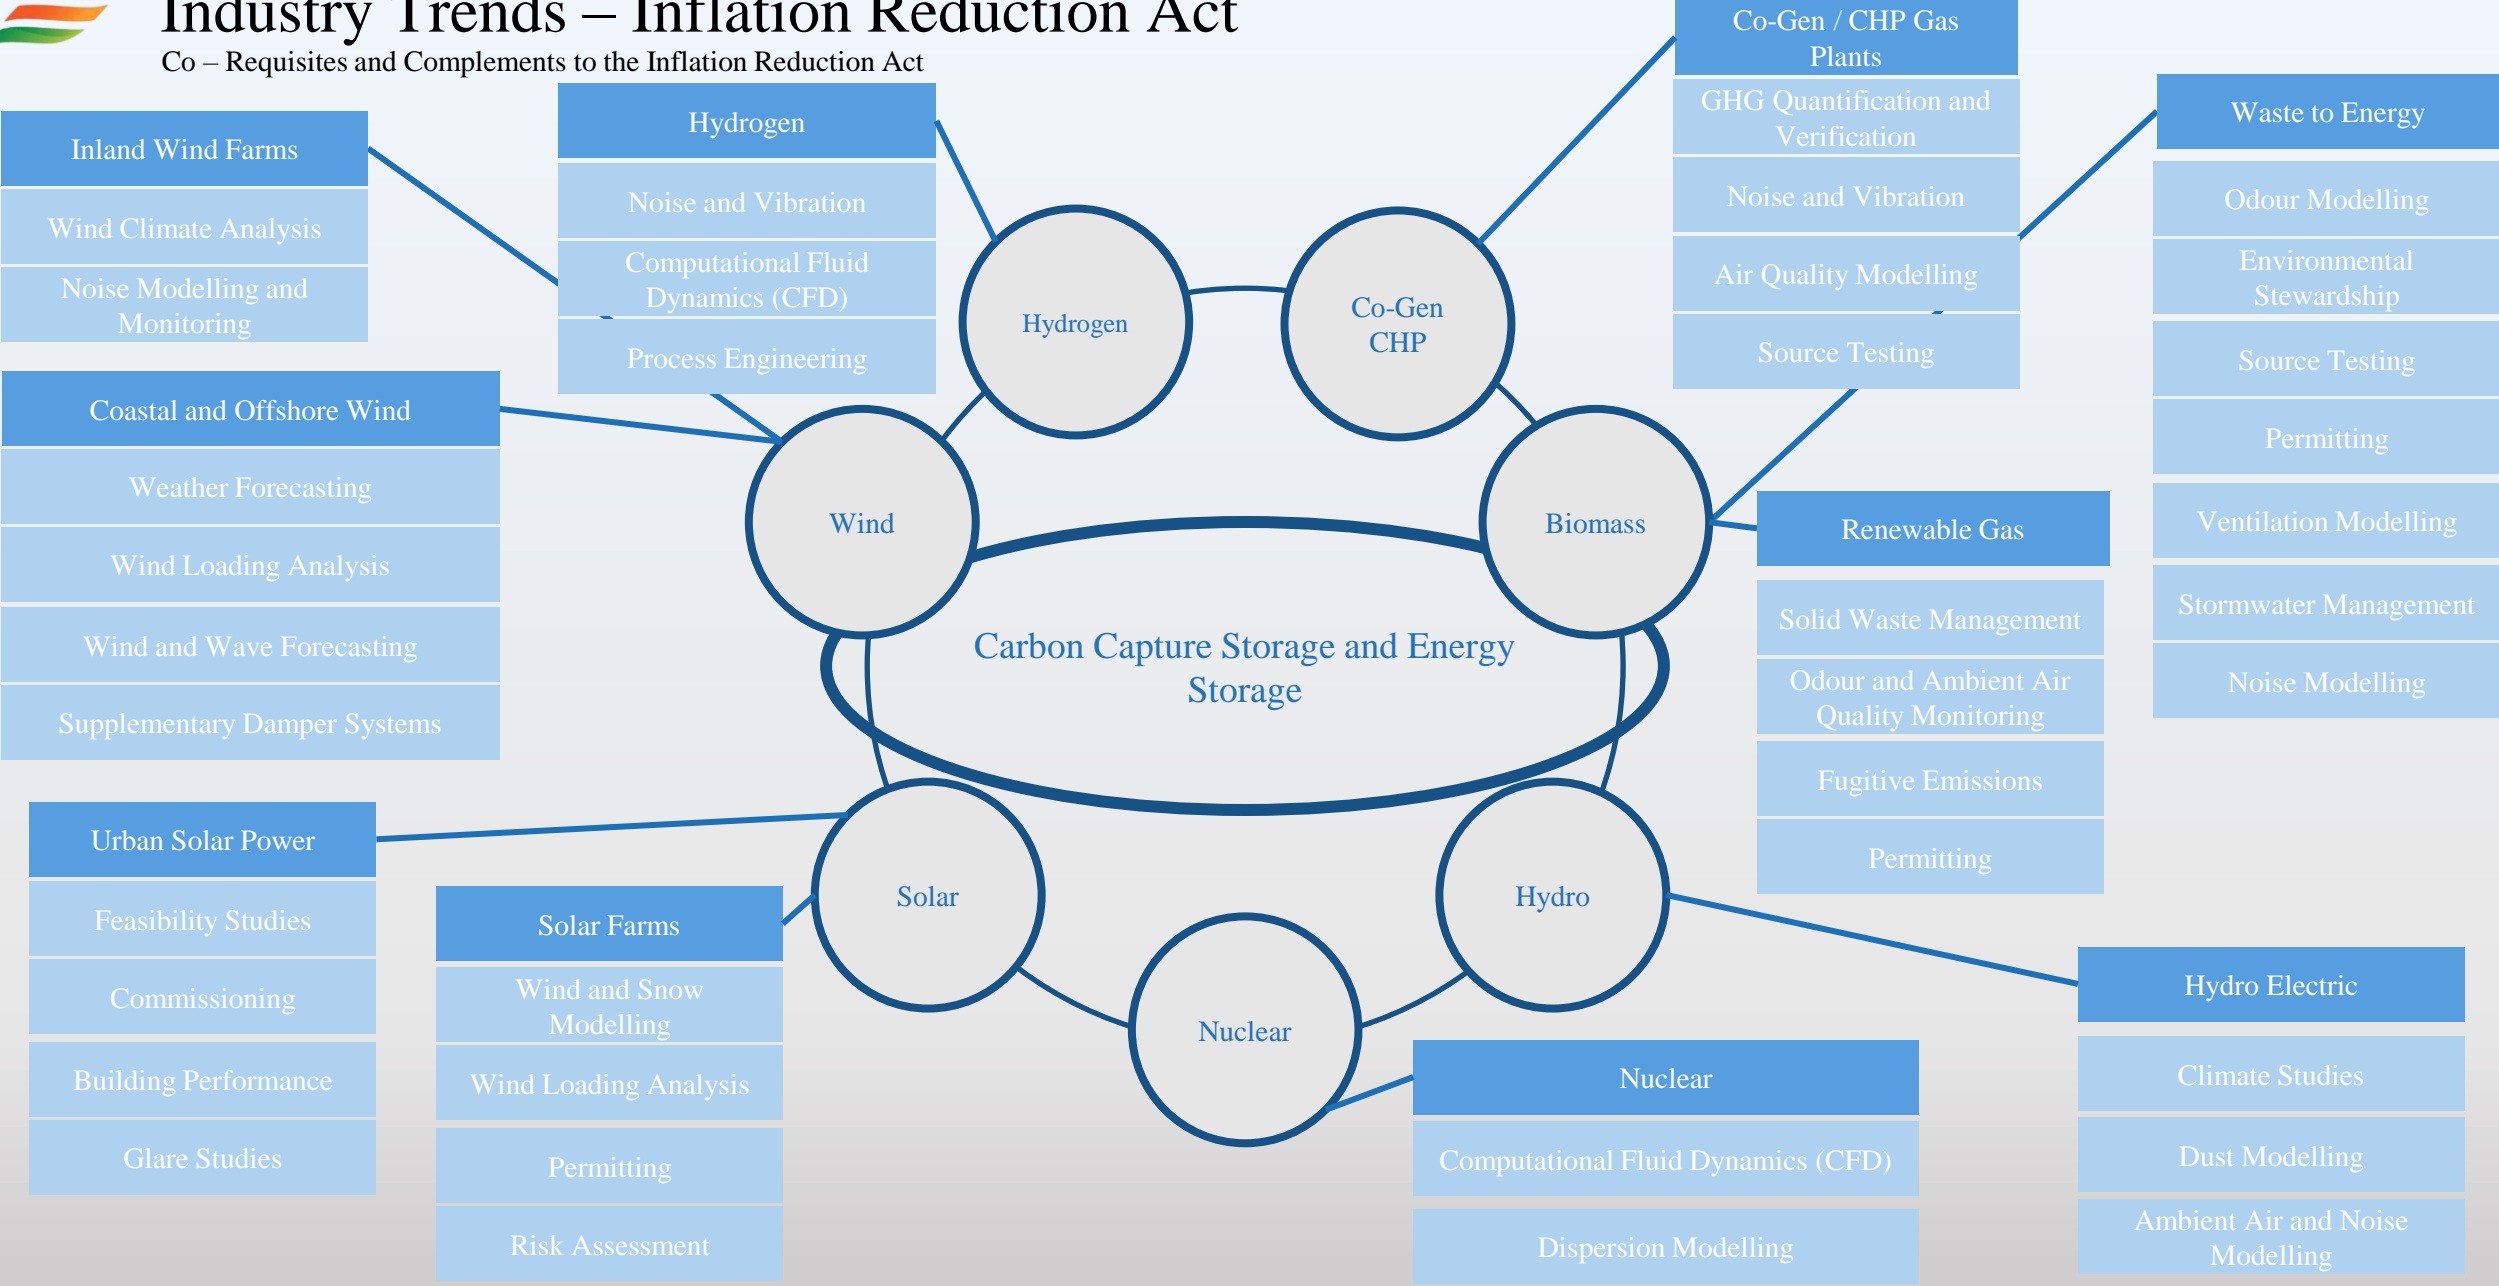 Industry Trends – Inflation Reduction Act
Co – Requisites and Complements to the Inflation Reduction Act
Inland Wind Farms
Wind Climate Analysis
Noise Modelling and
Monitoring
Coastal and Offshore Wind
Weather Forecasting
Wind Loading Analysis
Wind and Wave Forecasting
Supplementary Damper Systems
Urban Solar Power
Feasibility Studies
Commissioning
Building Performance
Glare Studies
Solar Farms
Wind and Snow
Modelling
Wind Loading Analysis
Permitting
Risk Assessment
Hydrogen
Noise and Vibration
Computational Fluid
Dynamics (CFD)
Process Engineering
Hydrogen
Co-Gen
CHP
Wind
Biomass
Carbon Capture Storage and Energy
Storage
Solar
Hydro
Nuclear
Co-Gen / CHP Gas
Plants
GHG Quantification and
Verification
Noise and Vibration
Air Quality Modelling
Source Testing
Waste to Energy
Odour Modelling
Environmental
Stewardship
Source Testing
Permitting
Ventilation Modelling
Stormwater Management
Noise Modelling
Renewable Gas
Solid Waste Management
Odour and Ambient Air
Quality Monitoring
Fugitive Emissions
Permitting
Nuclear
Computational Fluid Dynamics (CFD)
Dispersion Modelling
Hydro Electric
Climate Studies
Dust Modelling
Ambient Air and Noise
Modelling